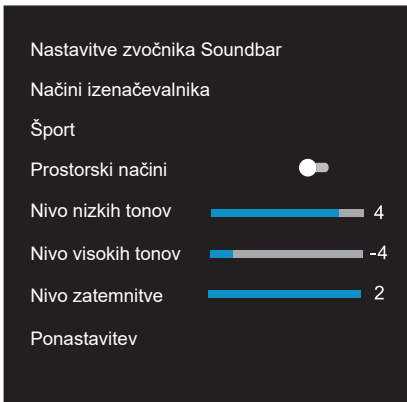 Nastavitve zvočnika Soundbar
Načini izenačevalnika
Šport
Prostorski načini
Nivo nizkih tonov 4
Nivo visokih tonov -4
Nivo zatemnitve 2
Ponastavitev